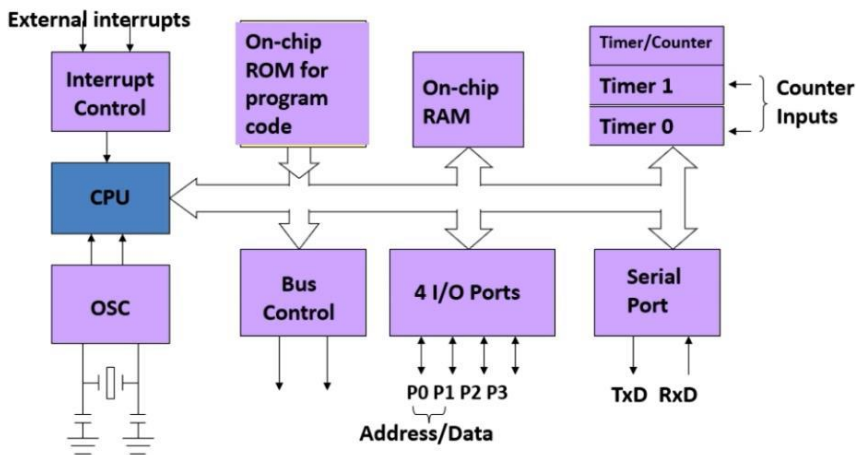 External interrupts
Interrupt
Control
On-chip
ROM for
program
code
On-chip
RAM
Timer/Counter
Timer 1
Timer 0
Counter
Inputs
CPU
OSC
Bus
Control
4 I/O Ports
Serial
Port
P0 P1 P2 P3
Address/Data
TxD RxD